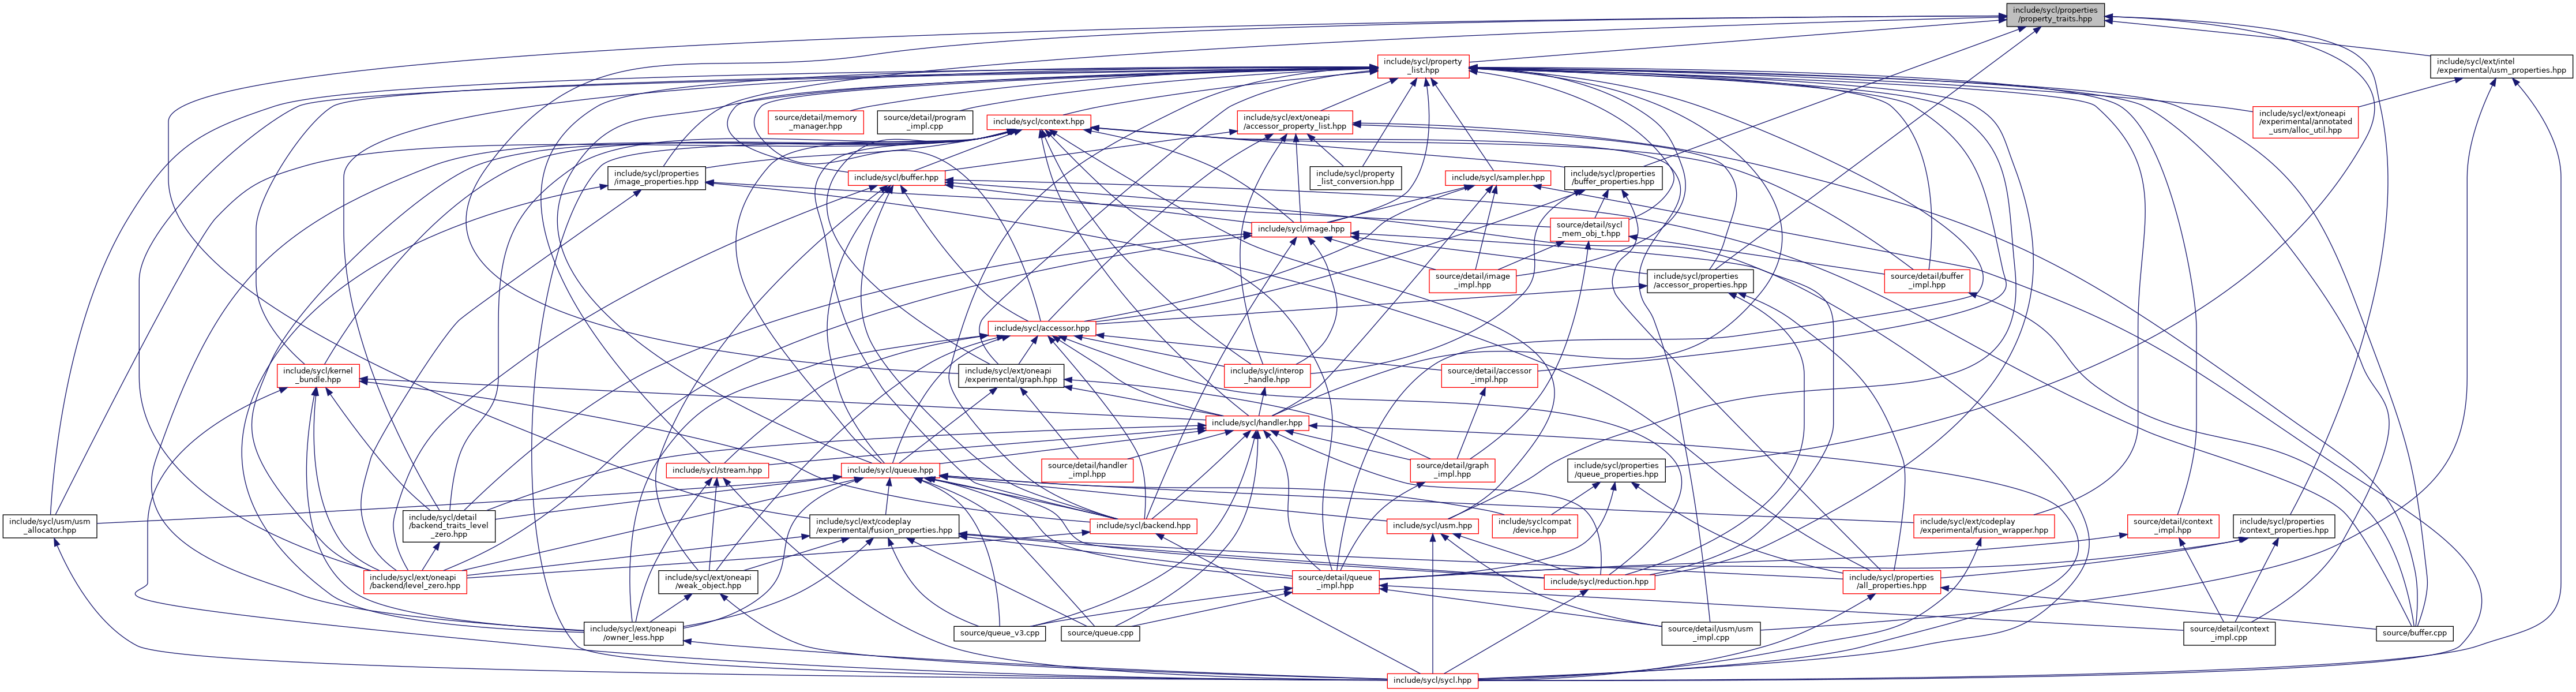 include/sycl/properties
/property_traits.hpp
include/sycl/property
_list.hpp
include/sycl/ext/intel
/experimental/usm_properties.hpp
source/detail/memory
_manager.hpp
source/detail/program
_impl.cpp
include/sycl/context.hpp
include/sycl/ext/oneapi
/accessor_property_list.hpp
include/sycl/ext/oneapi
/experimental/annotated
_usm/alloc_util.hpp
include/sycl/properties
/image_properties.hpp
include/sycl/buffer.hpp
include/sycl/property
_list_conversion.hpp
include/sycl/sampler.hpp
include/sycl/properties
/buffer_properties.hpp
include/sycl/image.hpp
source/detail/sycl
_mem_obj_t.hpp
source/detail/image
_impl.hpp
include/sycl/properties
/accessor_properties.hpp
source/detail/buffer
_impl.hpp
include/sycl/accessor.hpp
include/sycl/kernel
_bundle.hpp
include/sycl/ext/oneapi
/experimental/graph.hpp
include/sycl/interop
_handle.hpp
source/detail/accessor
_impl.hpp
include/sycl/handler.hpp
include/sycl/stream.hpp
include/sycl/queue.hpp
source/detail/handler
_impl.hpp
source/detail/graph
_impl.hpp
include/sycl/properties
/queue_properties.hpp
include/sycl/usm/usm
_allocator.hpp
include/sycl/detail
/backend_traits_level
_zero.hpp
include/sycl/ext/codeplay
/experimental/fusion_properties.hpp
include/sycl/backend.hpp
include/sycl/usm.hpp
include/syclcompat
/device.hpp
include/sycl/ext/codeplay
/experimental/fusion_wrapper.hpp
source/detail/context
_impl.hpp
include/sycl/properties
/context_properties.hpp
include/sycl/ext/oneapi
/backend/level_zero.hpp
include/sycl/ext/oneapi
/weak_object.hpp
source/detail/queue
_impl.hpp
include/sycl/reduction.hpp
include/sycl/properties
/all_properties.hpp
include/sycl/ext/oneapi
/owner_less.hpp
source/queue_v3.cpp
source/queue.cpp
source/detail/usm/usm
_impl.cpp
source/detail/context
_impl.cpp
source/buffer.cpp
include/sycl/sycl.hpp